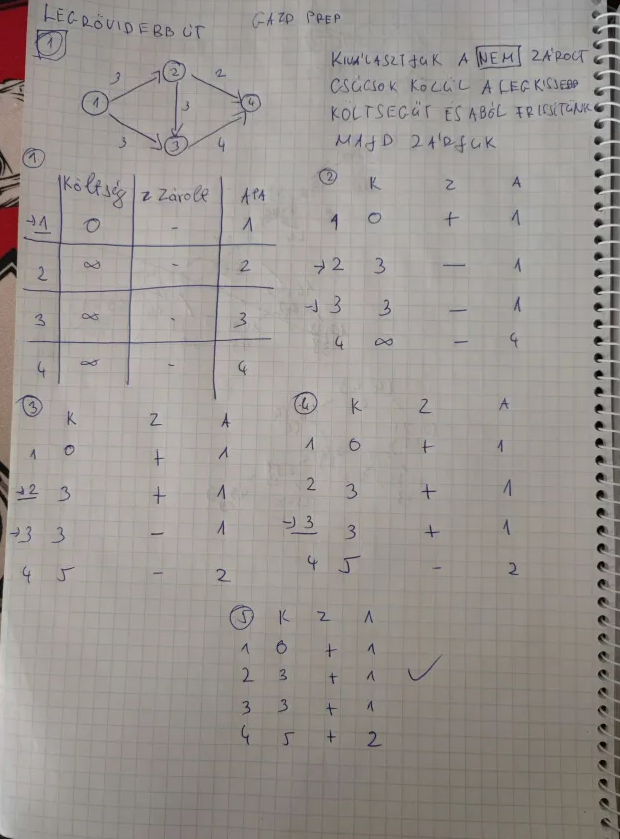 LEGRÖVIDEBB ÚT GAZD PREP
1
KIVÁLASZTJUK A NEM ZÁROLT
CSÚCSOK KÖZÜL A LEGKISEBB
KÖLTSÉGŰT ÉS ABÓL FRISSÍTÜNK
MAJD ZÁRJUK
3 2 2
1 3 4
3 3 4
1
Költség z Zárolt APA
→1 0 - 1
2 ∞ - 2
3 ∞ - 3
4 ∞ - 4
2 K Z A
1 0 + 1
→2 3 - 1
→3 3 - 1
4 ∞ - 4
3 K Z A
1 0 + 1
→2 3 + 1
→3 3 - 1
4 5 - 2
4 K Z A
1 0 + 1
2 3 + 1
→3 3 + 1
4 5 - 2
5 K Z 1
1 0 + 1
2 3 + 1 ✓
3 3 + 1
4 5 + 2